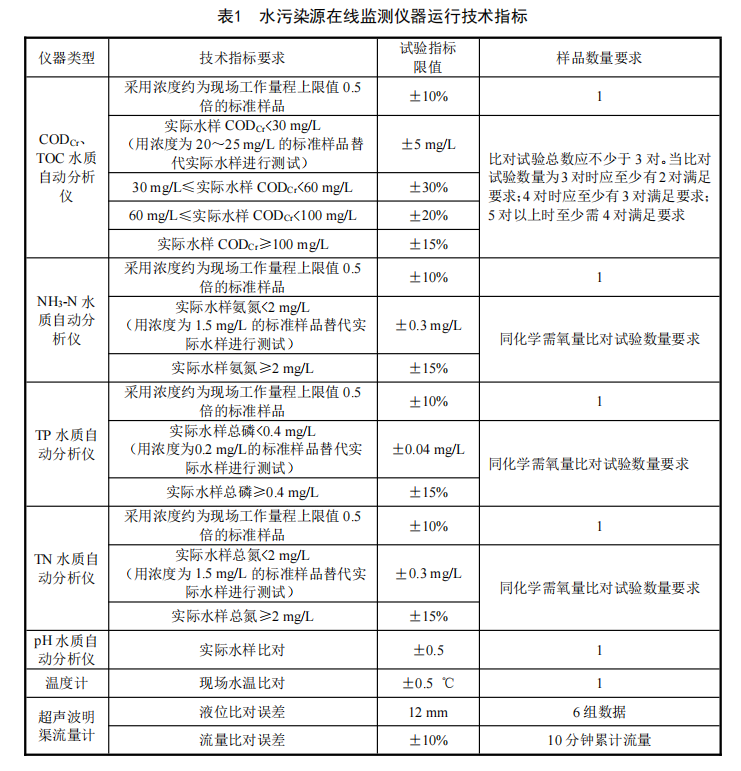 表1 水污染源在线监测仪器运行技术指标
仪器类型
技术指标要求
试验指标
限值
样品数量要求
CODCr、
TOC 水质
自动分析
仪
采用浓度约为现场工作量程上限值 0.5
倍的标准样品
±10%
1
实际水样 CODCr<30 mg/L
（用浓度为 20～25 mg/L 的标准样品替
代实际水样进行测试）
±5 mg/L
比对试验总数应不少于 3 对。当比对
试验数量为 3 对时应至少有 2 对满足
要求；4 对时应至少有 3 对满足要求；
5 对以上时至少需 4 对满足要求
30 mg/L≤实际水样 CODCr<60 mg/L
±30%
60 mg/L≤实际水样 CODCr<100 mg/L
±20%
实际水样 CODCr≥100 mg/L
±15%
NH3-N 水
质自动分
析仪
采用浓度约为现场工作量程上限值 0.5
倍的标准样品
±10%
1
实际水样氨氮<2 mg/L
（用浓度为 1.5 mg/L 的标准样品替代实
际水样进行测试）
±0.3 mg/L
同化学需氧量比对试验数量要求
实际水样氨氮≥2 mg/L
±15%
TP 水质自
动分析仪
采用浓度约为现场工作量程上限值 0.5
倍的标准样品
±10%
1
实际水样总磷<0.4 mg/L
（用浓度为0.2 mg/L的标准样品替代实
际水样进行测试）
±0.04 mg/L
同化学需氧量比对试验数量要求
实际水样总磷≥0.4 mg/L
±15%
TN 水质自
动分析仪
采用浓度约为现场工作量程上限值 0.5
倍的标准样品
±10%
1
实际水样总氮<2 mg/L
（用浓度为 1.5 mg/L 的标准样品替代实
际水样进行测试）
±0.3 mg/L
同化学需氧量比对试验数量要求
实际水样总氮≥2 mg/L
±15%
pH 水质自
动分析仪
实际水样比对
±0.5
1
温度计
现场水温比对
±0.5 ℃
1
超声波明
渠流量计
液位比对误差
12 mm
6 组数据
流量比对误差
±10%
10 分钟累计流量